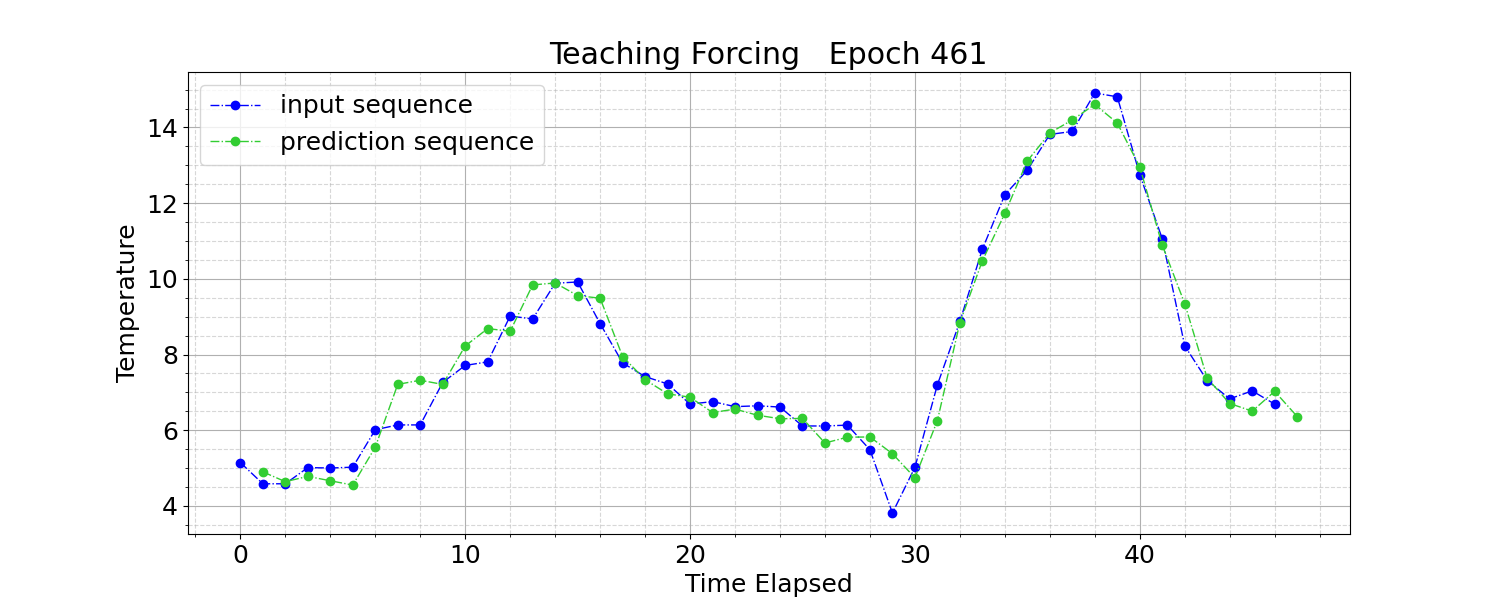 Teaching Forcing   Epoch 461
input sequence
prediction sequence
14
12
10
8
6
4
Temperature
0 10 20 30 40
Time Elapsed